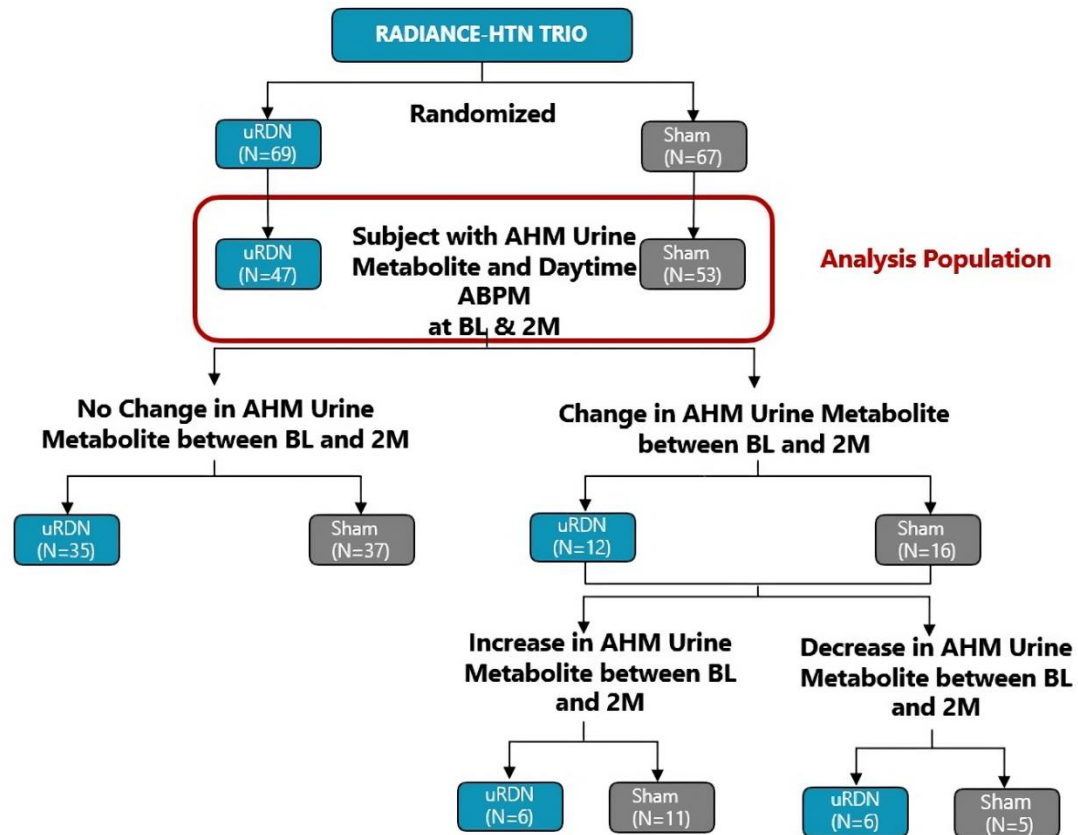 RADIANCE-HTN TRIO
Randomized
uRDN
(N=69)
Sham
(N=67)
uRDN
(N=47)
Subject with AHM Urine
Metabolite and Daytime
ABPM
at BL & 2M
Sham
(N=53)
Analysis Population
No Change in AHM Urine
Metabolite between BL and 2M
Change in AHM Urine Metabolite
between BL and 2M
uRDN
(N=35)
Sham
(N=37)
uRDN
(N=12)
Sham
(N=16)
Increase in AHM Urine
Metabolite between BL
and 2M
Decrease in AHM Urine
Metabolite between BL
and 2M
uRDN
(N=6)
Sham
(N=11)
uRDN
(N=6)
Sham
(N=5)